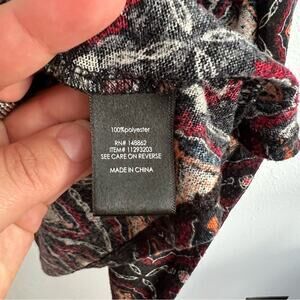 100%polyester
RN# 148862
ITEM# 11293203
SEE CARE ON REVERSE
MADE IN CHINA